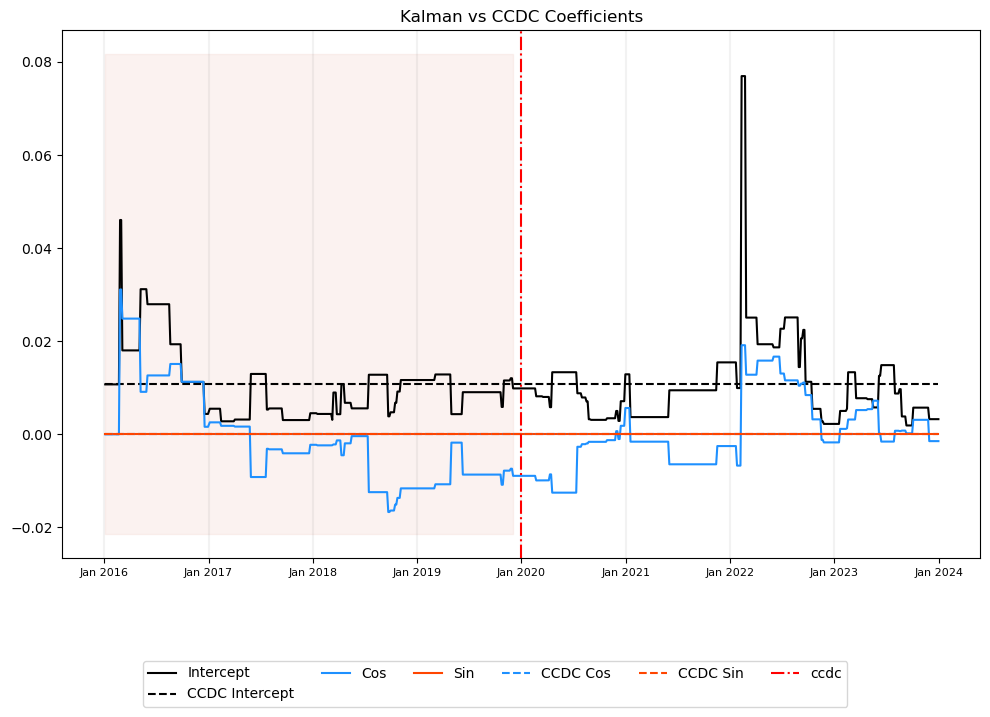 Kalman vs CCDC Coefficients
0.08
0.06
0.04
0.02
0.00
−0.02
Jan 2016 Jan 2017 Jan 2018 Jan 2019 Jan 2020 Jan 2021 Jan 2022 Jan 2023 Jan 2024
Intercept Cos Sin CCDC Cos CCDC Sin ccdc
CCDC Intercept